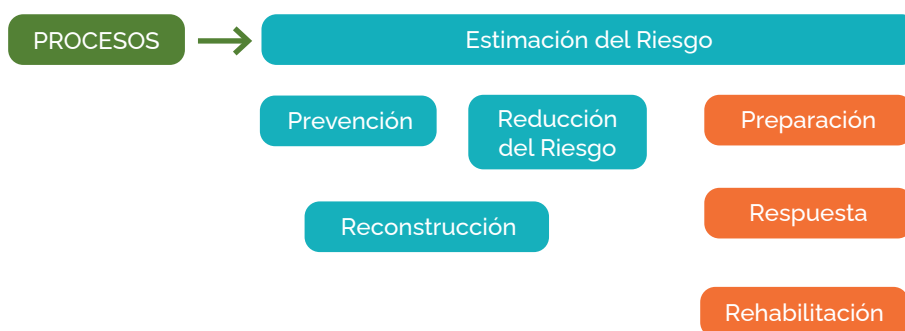 PROCESOS
Estimación del Riesgo
Prevención
Reducción
del Riesgo
Preparación
Reconstrucción
Respuesta
Rehabilitación